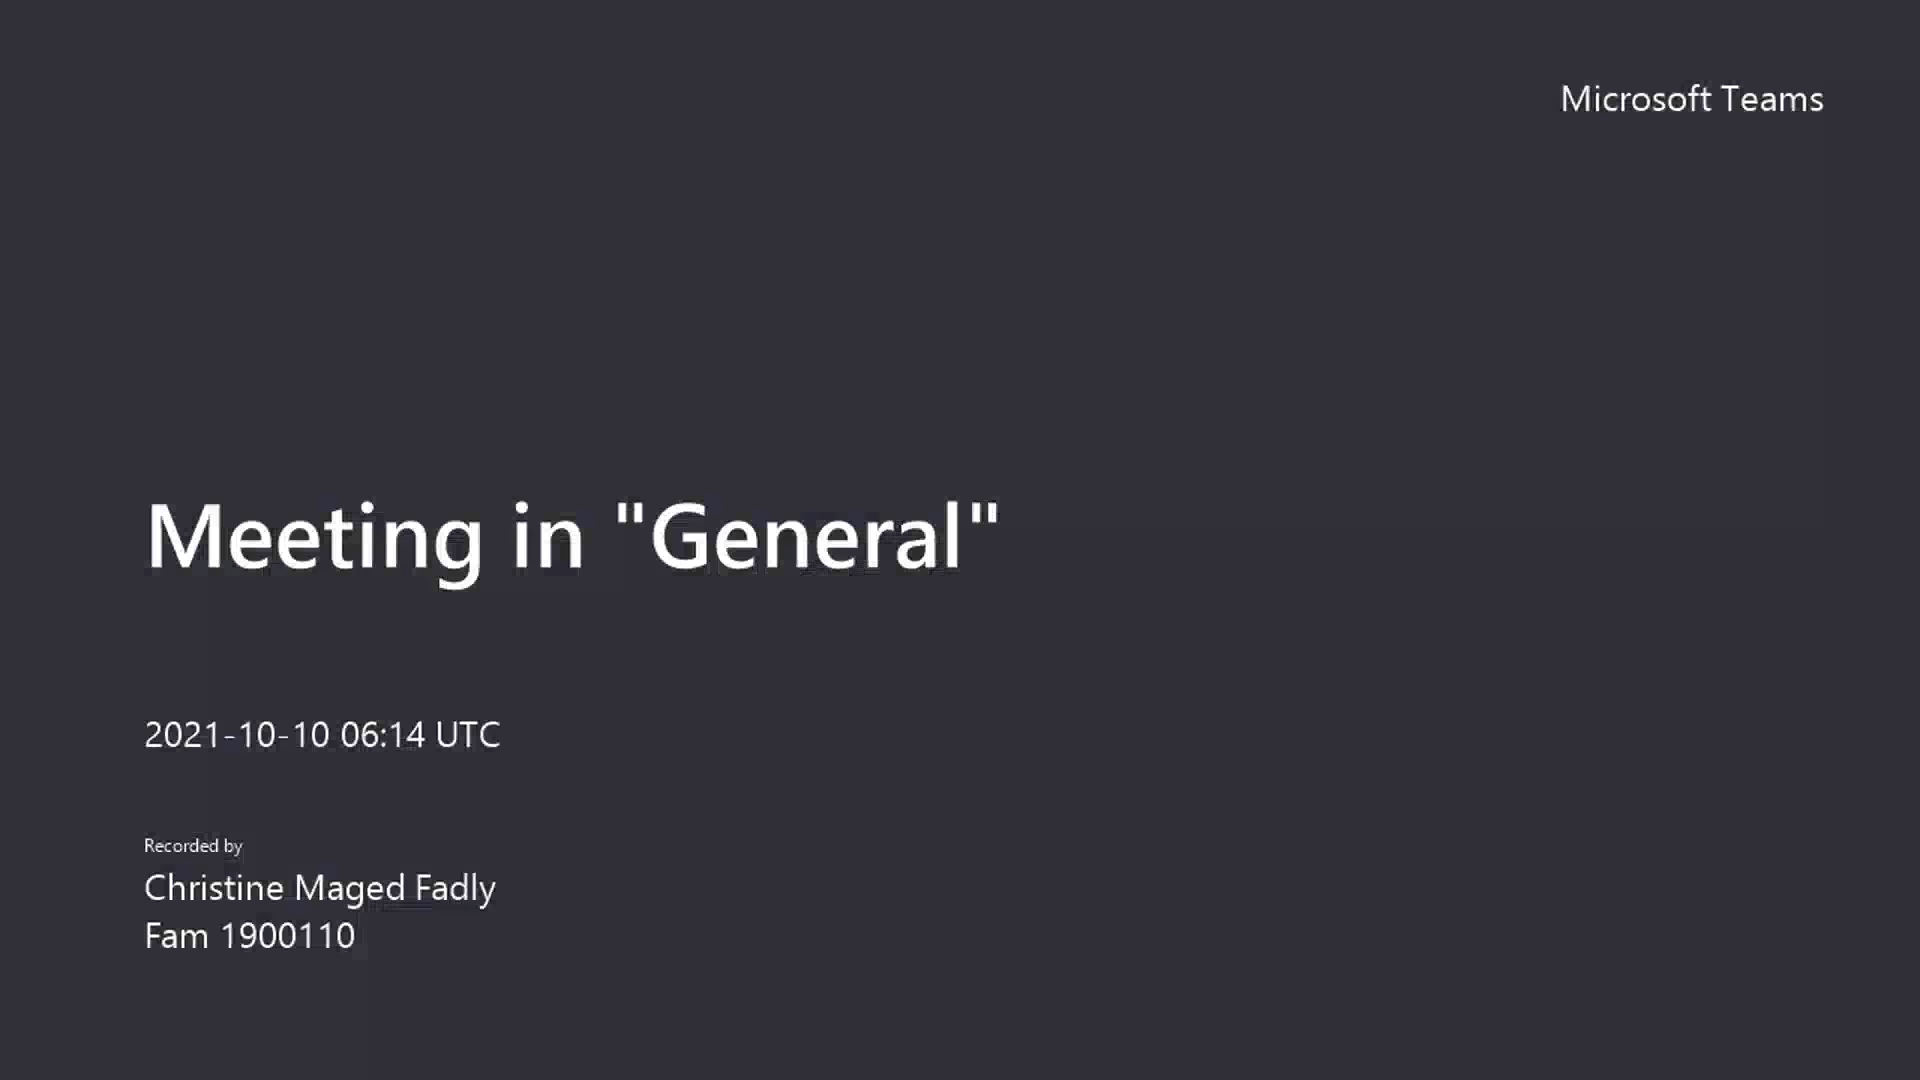 Microsoft Teams
Meeting in "General"
2021-10-10 06:14 UTC
Recorded by
Christine Maged Fadly
Fam 1900110